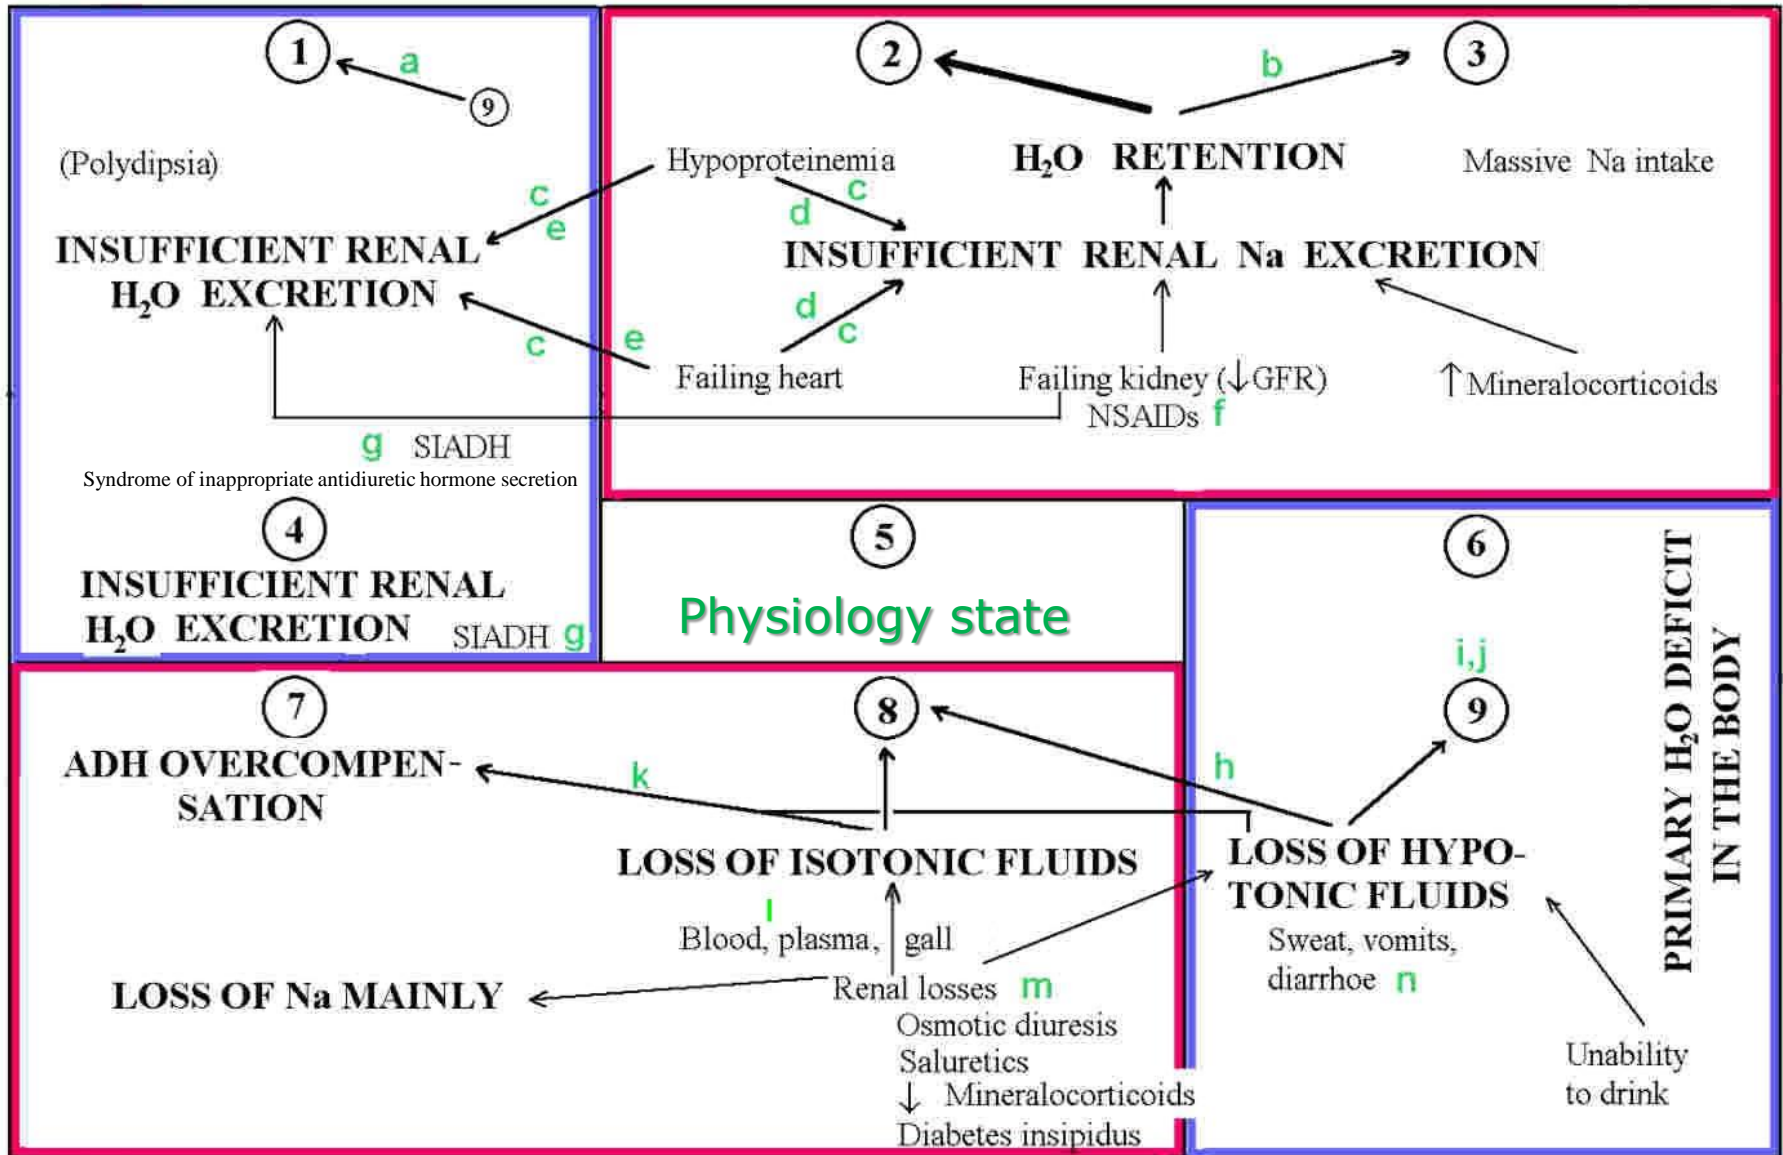 1
a
9
(Polydipsia)
INSUFFICIENT RENAL
H₂O EXCRETION
c
e
c
e
g SIADH
Syndrome of inappropriate antidiuretic hormone secretion
4
INSUFFICIENT RENAL
H₂O EXCRETION SIADH g
2
b
3
Hypoproteinemia
H₂O RETENTION
Massive Na intake
c
d
INSUFFICIENT RENAL Na EXCRETION
d
c
Failing heart
Failing kidney (↓GFR)
NSAIDs f
↑ Mineralocorticoids
5
Physiology state
6
i,j
9
PRIMARY H₂O DEFICIT
IN THE BODY
7
ADH OVERCOMPEN-
SATION
k
8
h
LOSS OF ISOTONIC FLUIDS
l
Blood, plasma, gall
LOSS OF Na MAINLY
Renal losses m
Osmotic diuresis
Saluretics
↓ Mineralocorticoids
Diabetes insipidus
LOSS OF HYPO-
TONIC FLUIDS
Sweat, vomits,
diarrhoe n
Unability
to drink